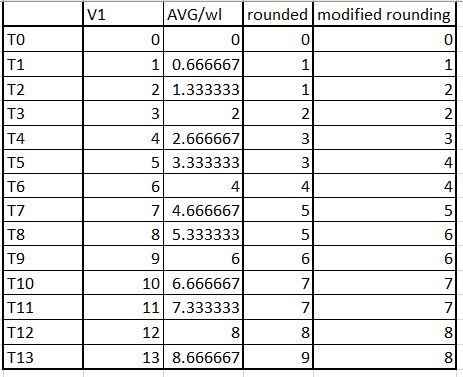 V1 AVG/wl rounded modified rounding
T0 0 0 0 0
T1 1 0.666667 1 1
T2 2 1.333333 1 2
T3 3 2 2 2
T4 4 2.666667 3 3
T5 5 3.333333 3 4
T6 6 4 4 4
T7 7 4.666667 5 5
T8 8 5.333333 5 6
T9 9 6 6 6
T10 10 6.666667 7 7
T11 11 7.333333 7 7
T12 12 8 8 8
T13 13 8.666667 9 8